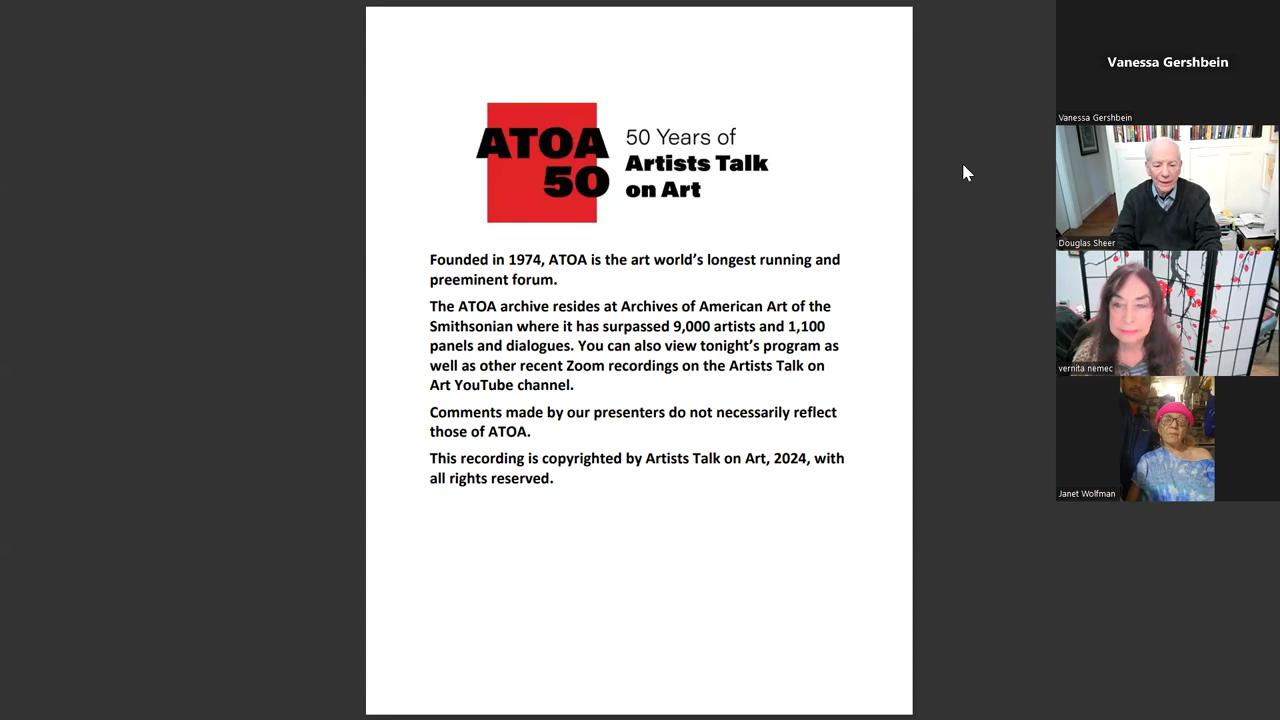 ATOA
50
50 Years of
Artists Talk
on Art
Founded in 1974, ATOA is the art world’s longest running and
preeminent forum.
The ATOA archive resides at Archives of American Art of the
Smithsonian where it has surpassed 9,000 artists and 1,100
panels and dialogues. You can also view tonight’s program as
well as other recent Zoom recordings on the Artists Talk on
Art YouTube channel.
Comments made by our presenters do not necessarily reflect
those of ATOA.
This recording is copyrighted by Artists Talk on Art, 2024, with
all rights reserved.
Vanessa Gershbein
Vanessa Gershbein
Douglas Sheer
vernita nemec
Janet Wolfman